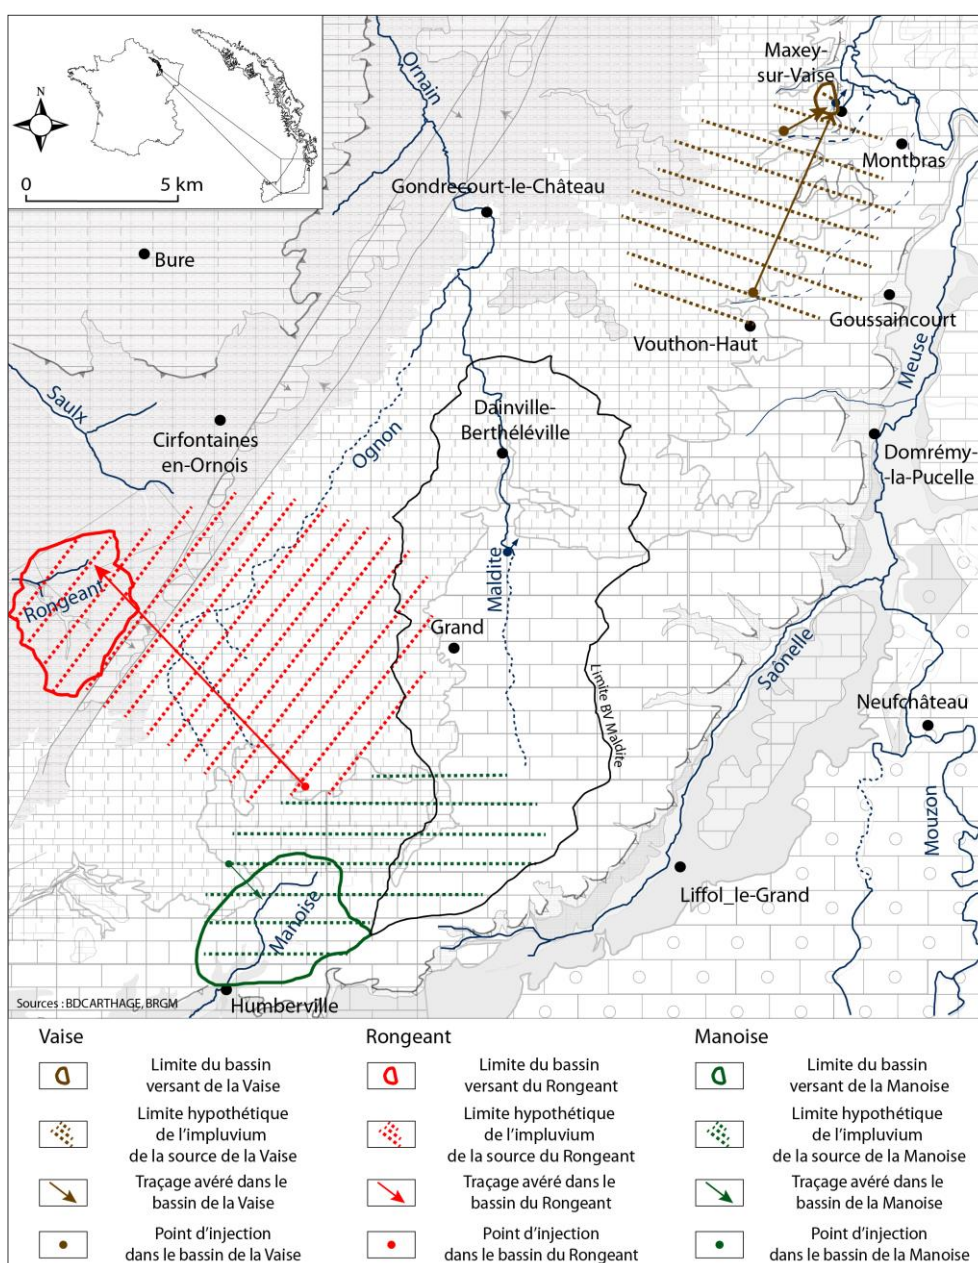 N
0
5 km
Ornain
Maxey-
sur-Vaise
Montbras
Gondrecourt-le-Château
Bure
Goussaincourt
Vouthon-Haut
Meuse
Saulx
Cirfontaines
en-Ornois
Ognon
Dainville-
Berthéléville
Domrémy-
-la-Pucelle
Maldite
Rongeant
Grand
Limite BV Maldite
Saônelle
Neufchâteau
Mouzon
Liffol_le-Grand
Manoise
Sources : BDCARTHAGE, BRGM
Humberville
Vaise
Limite du bassin
versant de la Vaise
Limite hypothétique
de l'impluvium
de la source de la Vaise
Traçage avéré dans le
bassin de la Vaise
Point d'injection
dans le bassin de la Vaise
Rongeant
Limite du bassin
versant du Rongeant
Limite hypothétique
de l'impluvium
de la source du Rongeant
Traçage avéré dans le
bassin du Rongeant
Point d'injection
dans le bassin du Rongeant
Manoise
Limite du bassin
versant de la Manoise
Limite hypothétique
de l'impluvium
de la source de la Manoise
Traçage avéré dans le
bassin de la Manoise
Point d'injection
dans le bassin de la Manoise